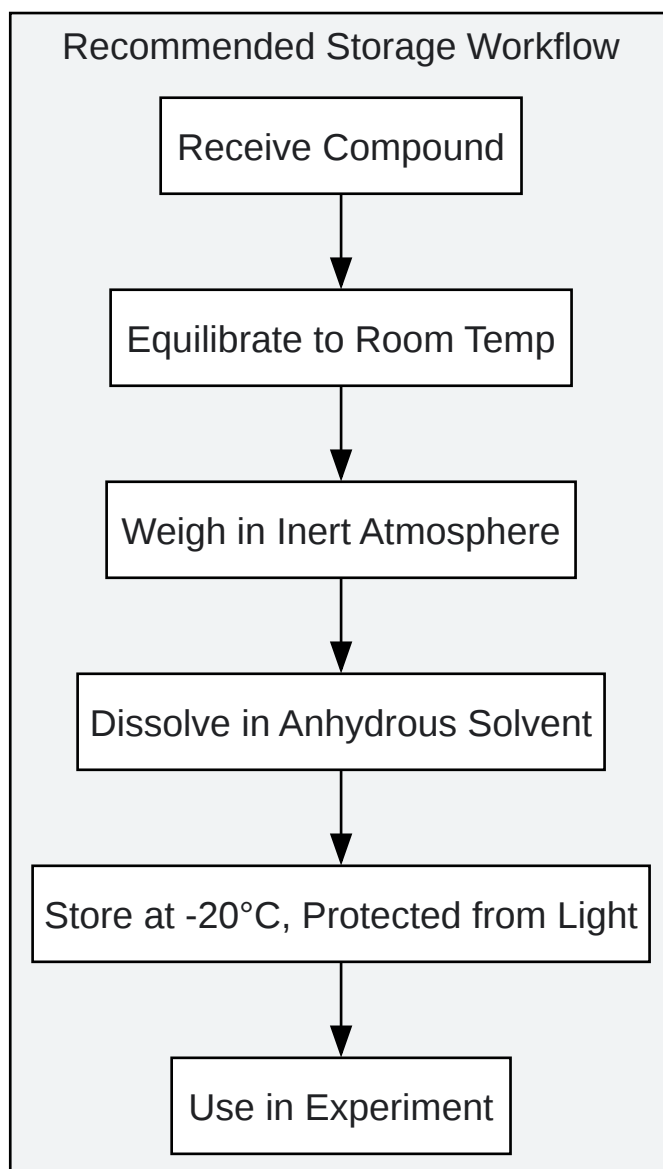 Recommended Storage Workflow
Receive Compound
Equilibrate to Room Temp
Weigh in Inert Atmosphere
Dissolve in Anhydrous Solvent
Store at -20°C, Protected from Light
Use in Experiment